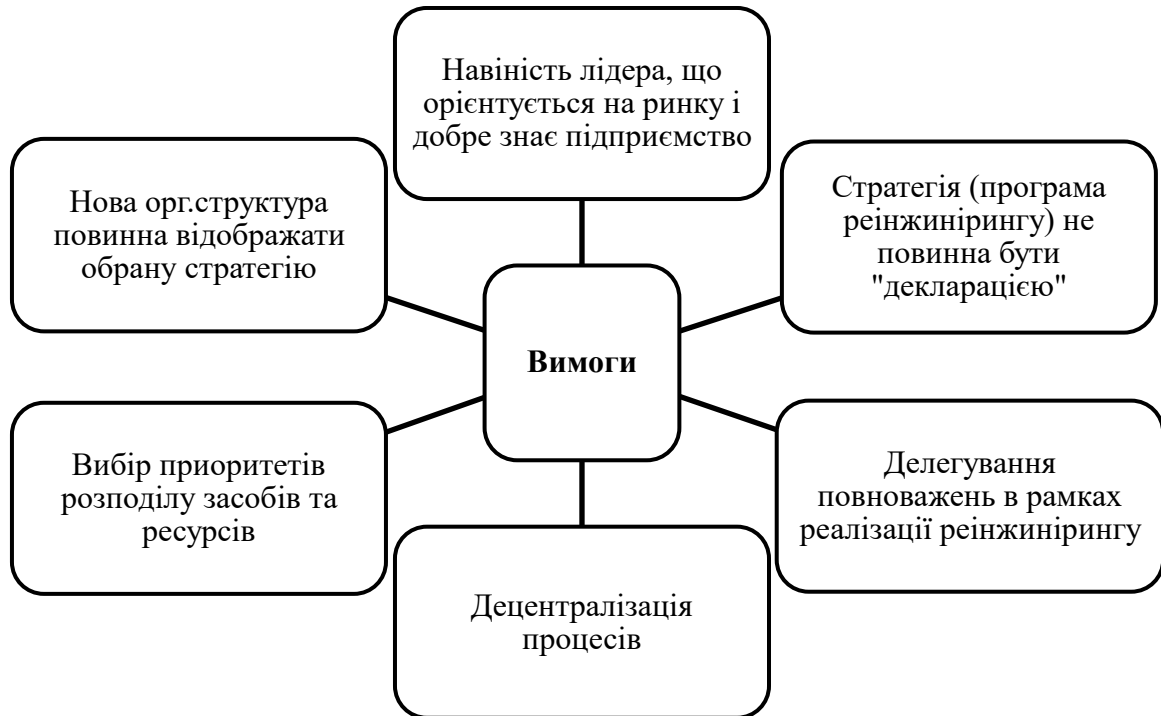 Навіність лідера, що
орієнтується на ринку і
добре знає підприємство
Стратегія (програма
реінжинірингу) не
повинна бути
"декларацією"
Делегування
повноважень в рамках
реалізації реінжинірингу
Децентралізація
процесів
Вибір приоритетів
розподілу засобів та
ресурсів
Нова орг.структура
повинна відображати
обрану стратегію
Вимоги